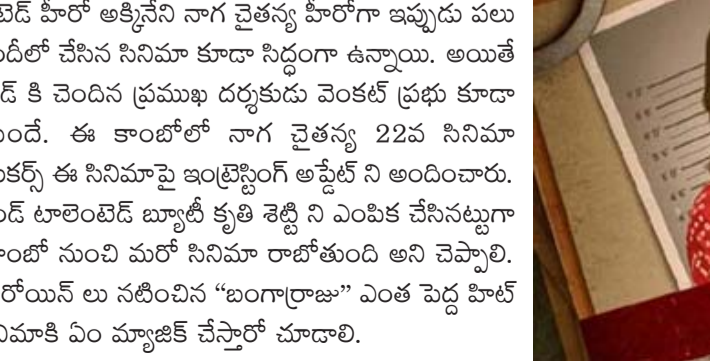 టెడ్ హీరో అక్కినేని నాగ చైతన్య హీరోగా ఇప్పుడు పలు
దీలో చేసిన సినిమా కూడా సిద్ధంగా ఉన్నాయి. అయితే
డ్ కి చెందిన ప్రముఖ దర్శకుడు వెంకట్ ప్రభు కూడా
ందే. ఈ కాంబోలో నాగ చైతన్య 22వ సినిమా
కర్స్ ఈ సినిమాపై ఇంట్రెస్టింగ్ అప్డేట్ ని అందించారు.
డ్ టాలెంటెడ్ బ్యూటీ కృతి శెట్టి ని ఎంపిక చేసినట్టుగా
ాంబో నుంచి మరో సినిమా రాబోతుంది అని చెప్పాలి.
రోయిన్ లు నటించిన “బంగార్రాజు” ఎంత పెద్ద హిట్
నిమాకి ఏం మ్యాజిక్ చేస్తారో చూడాలి.